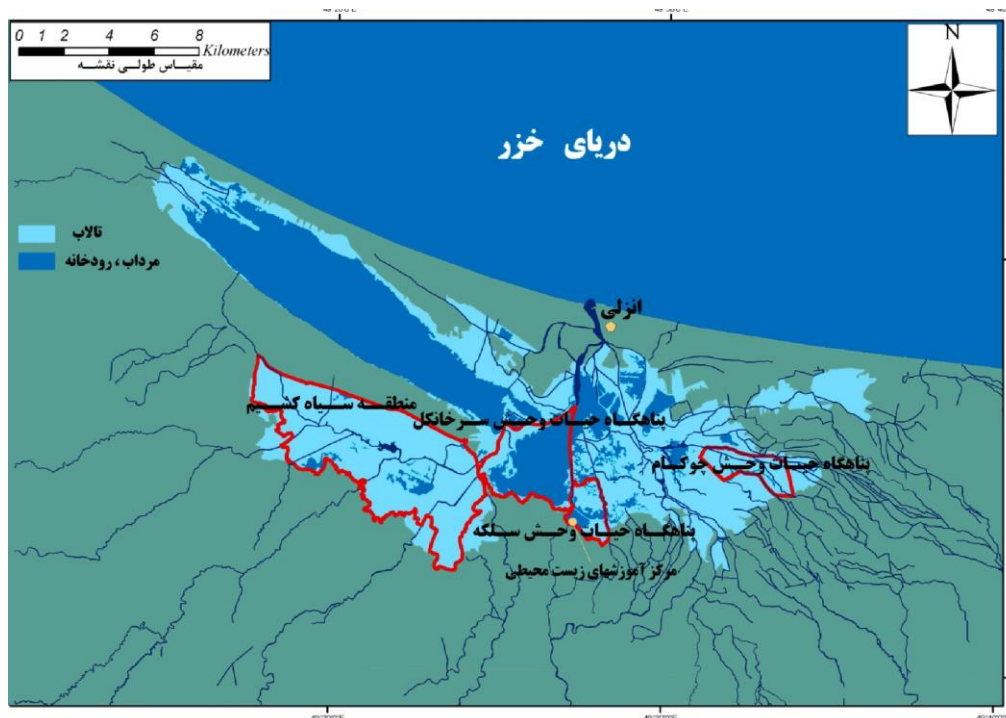 0 1 2 4 6 8
Kilometers
مقیاس طولی نقشه
N
دریای خزر
تالاب
مرداب، رودخانه
انزلی
منطقه سیاه کشیم
پناهگاه حیات وحش سرخانکل
پناهگاه حیات وحش چوکام
پناهگاه حیات وحش سلکه
مرکز آموزشهای زیست محیطی